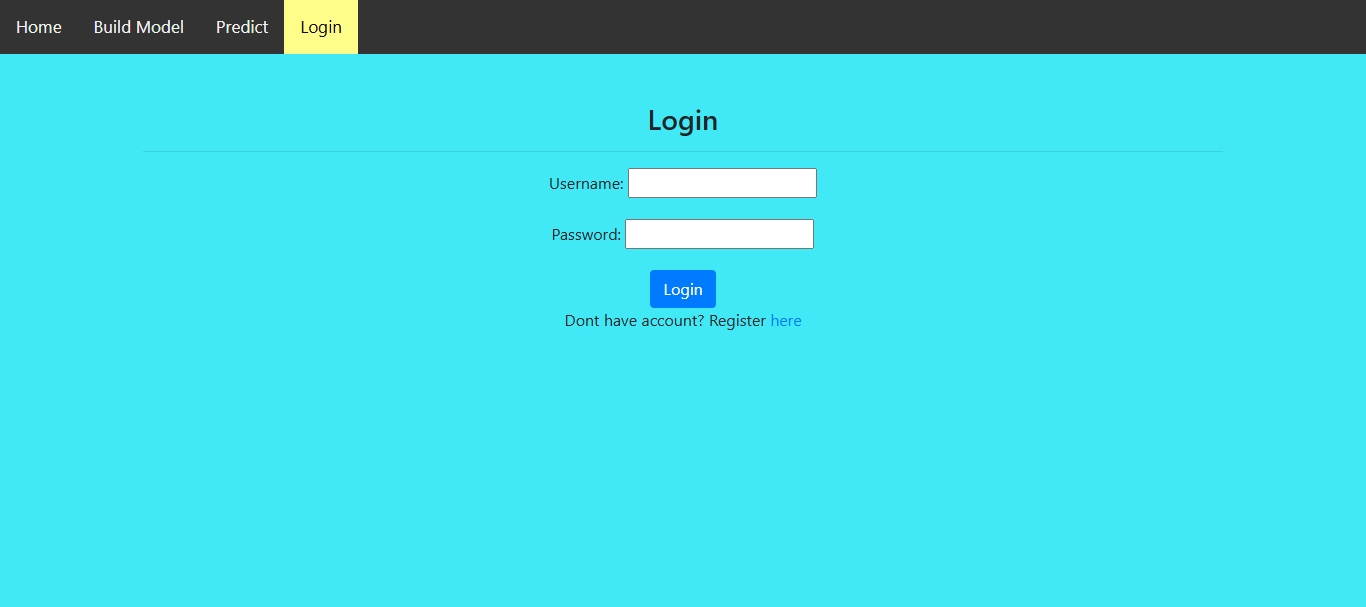 Home Build Model Predict Login
Login
Username:
Password:
Login
Dont have account? Register here